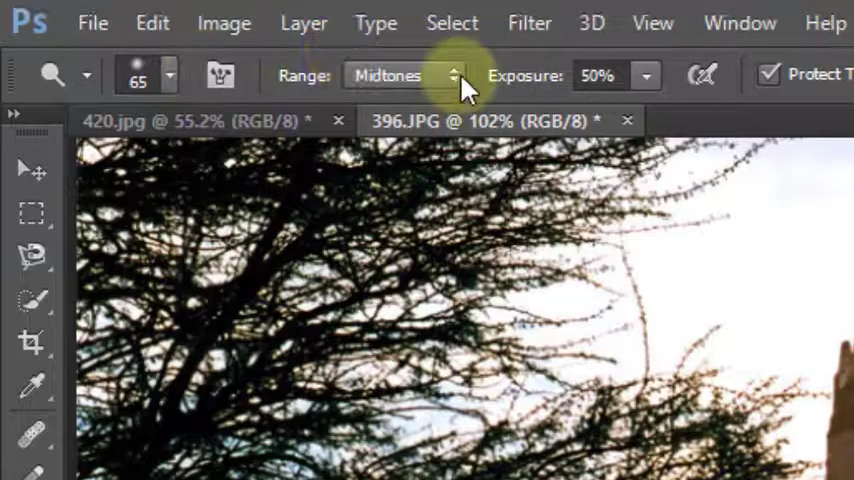 Ps File Edit Image Layer Type Select Filter 3D View Window Help
65 Range: Midtones Exposure: 50% Protect T
420.jpg @ 55.2% (RGB/8) * × 396.JPG @ 102% (RGB/8) * ×